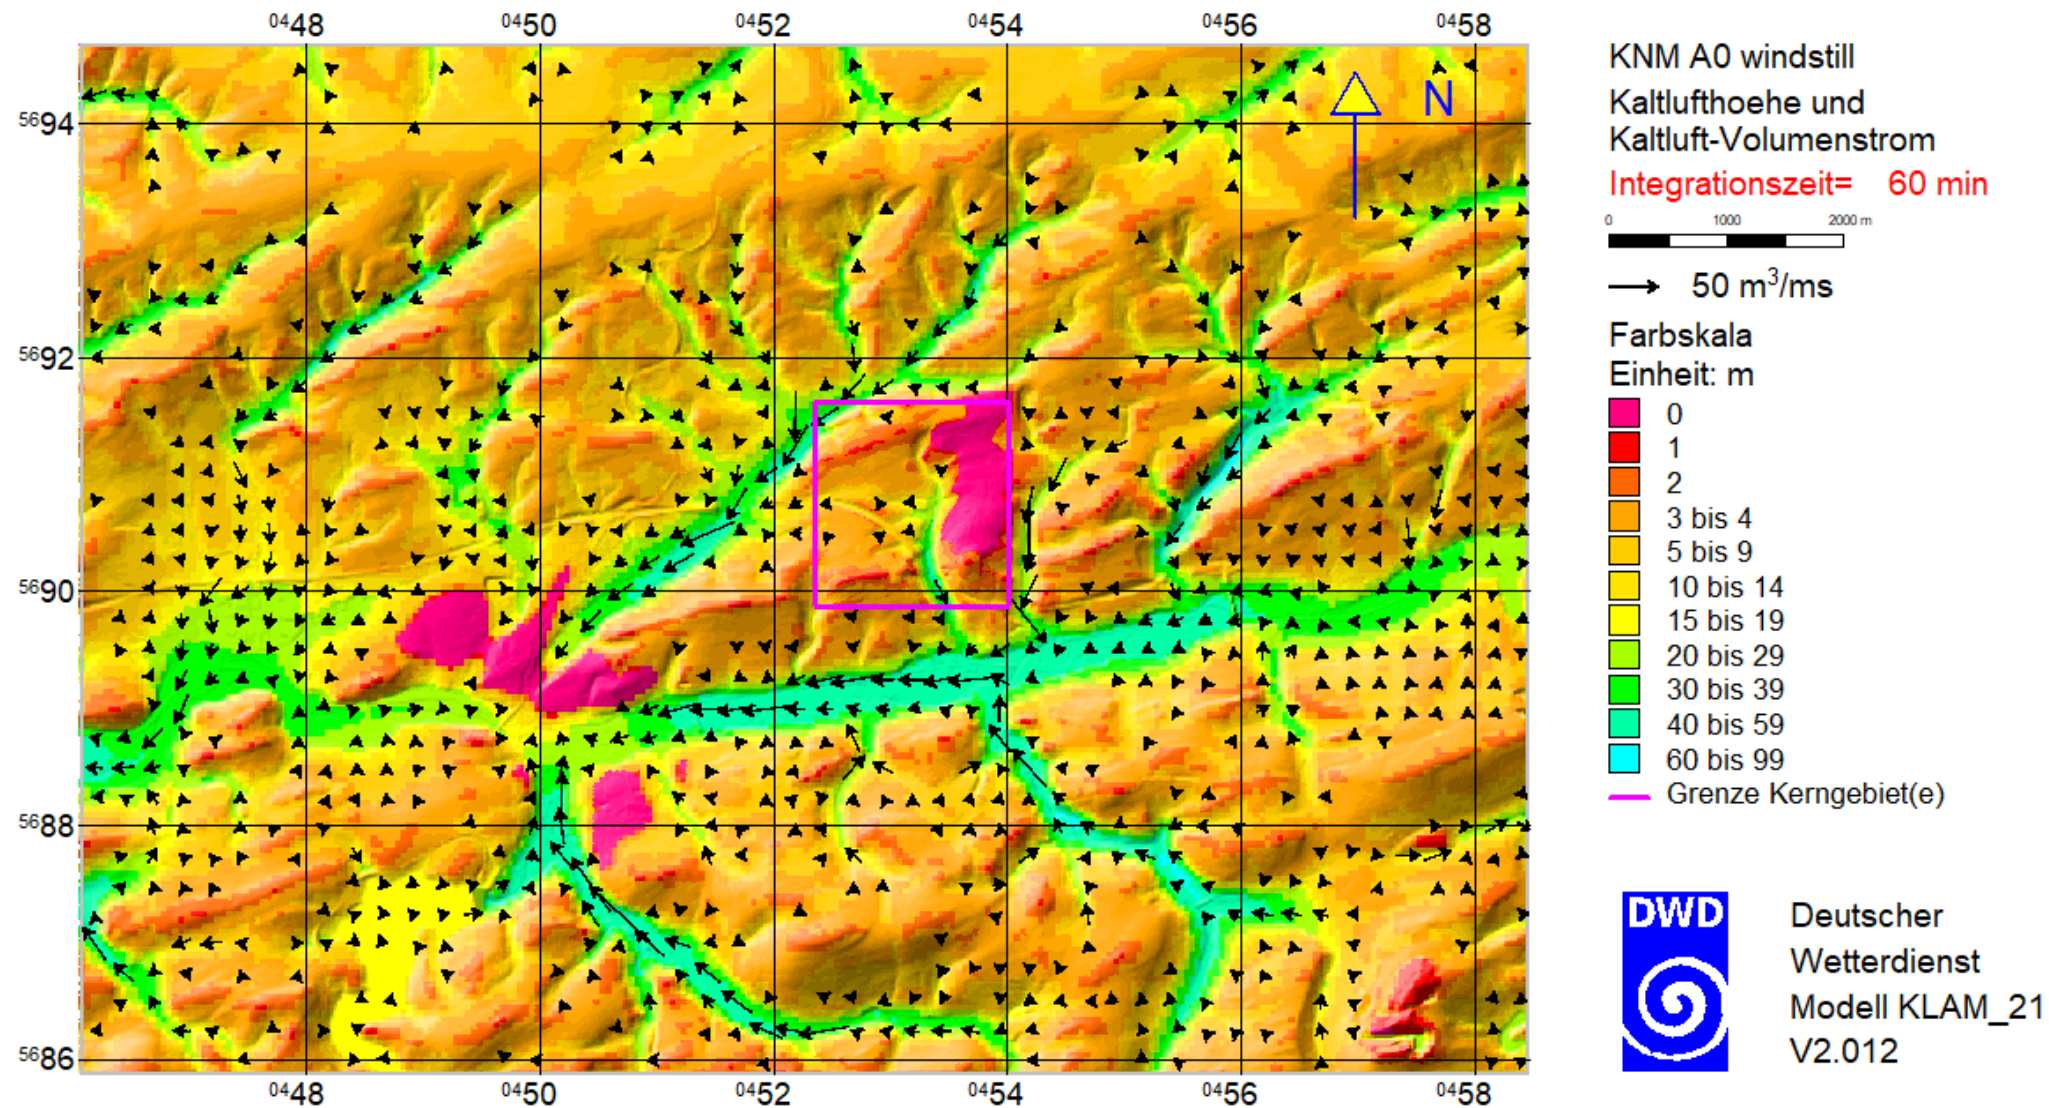 0448 0450 0452 0454 0456 0458
5694
5692
5690
5688
5686
0448 0450 0452 0454 0456 0458
N
KNM A0 windstill
Kaltlufthoehe und
Kaltluft-Volumenstrom
Integrationszeit= 60 min
0 1000 2000 m
50 m³/ms
Farbskala
Einheit: m
0
1
2
3 bis 4
5 bis 9
10 bis 14
15 bis 19
20 bis 29
30 bis 39
40 bis 59
60 bis 99
Grenze Kerngebiet(e)
DWD
Deutscher
Wetterdienst
Modell KLAM_21
V2.012